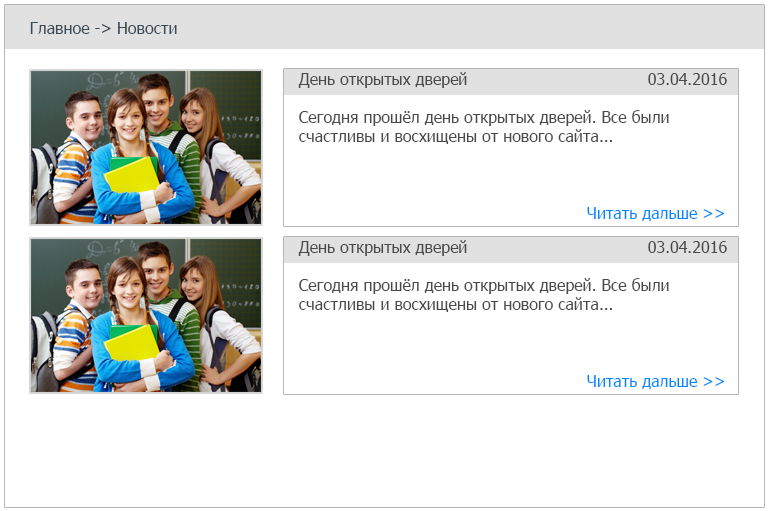 Главное -> Новости
День открытых дверей 03.04.2016
Сегодня прошёл день открытых дверей. Все были
счастливы и восхищены от нового сайта...
Читать дальше >>
День открытых дверей 03.04.2016
Сегодня прошёл день открытых дверей. Все были
счастливы и восхищены от нового сайта...
Читать дальше >>